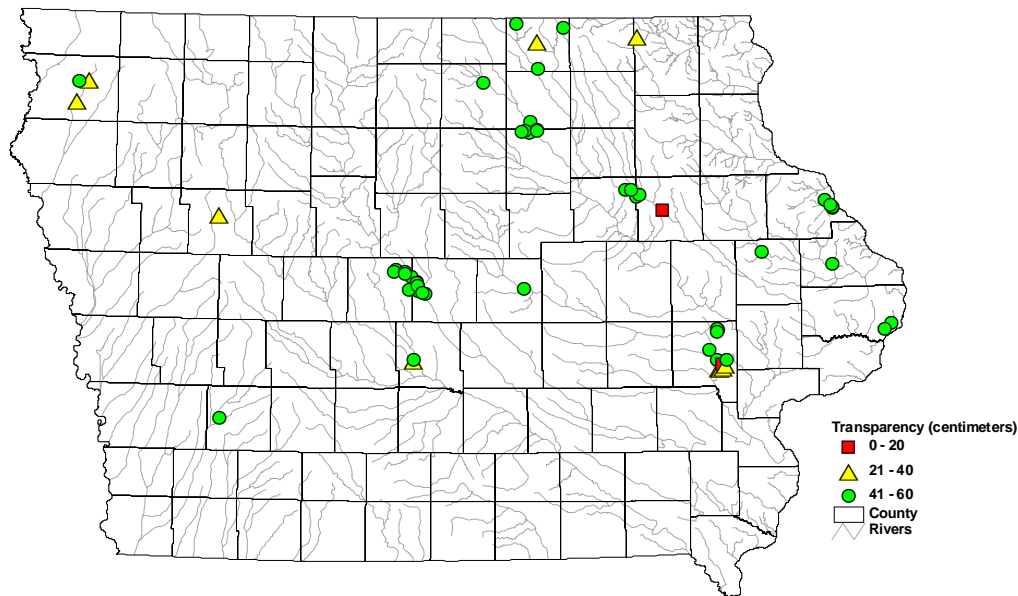 Transparency (centimeters)
0 - 20
21 - 40
41 - 60
County
Rivers